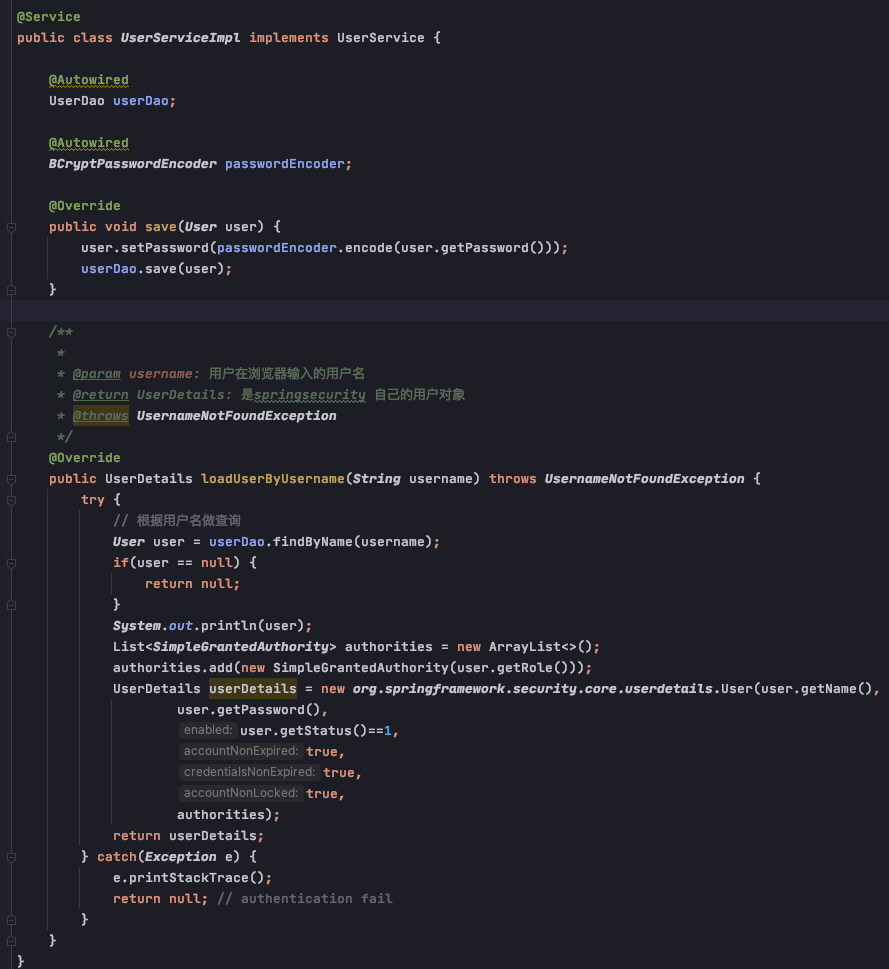 @Service
public class UserServiceImpl implements UserService {
@Autowired
UserDao userDao;
@Autowired
BCryptPasswordEncoder passwordEncoder;
@Override
public void save(User user) {
user.setPassword(passwordEncoder.encode(user.getPassword()));
userDao.save(user);
}
/**
*
* @param username: 用户在浏览器输入的用户名
* @return UserDetails: 是springsecurity 自己的用户对象
* @throws UsernameNotFoundException
*/
@Override
public UserDetails loadUserByUsername(String username) throws UsernameNotFoundException {
try {
// 根据用户名做查询
User user = userDao.findByName(username);
if(user == null) {
return null;
}
System.out.println(user);
List<SimpleGrantedAuthority> authorities = new ArrayList<>();
authorities.add(new SimpleGrantedAuthority(user.getRole()));
UserDetails userDetails = new org.springframework.security.core.userdetails.User(user.getName(),
user.getPassword(),
enabled: user.getStatus()==1,
accountNonExpired: true,
credentialsNonExpired: true,
accountNonLocked: true,
authorities);
return userDetails;
} catch(Exception e) {
e.printStackTrace();
return null; // authentication fail
}
}
}